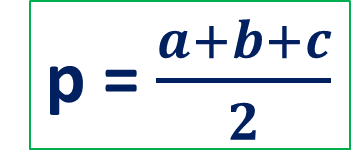 p = (a+b+c)/2